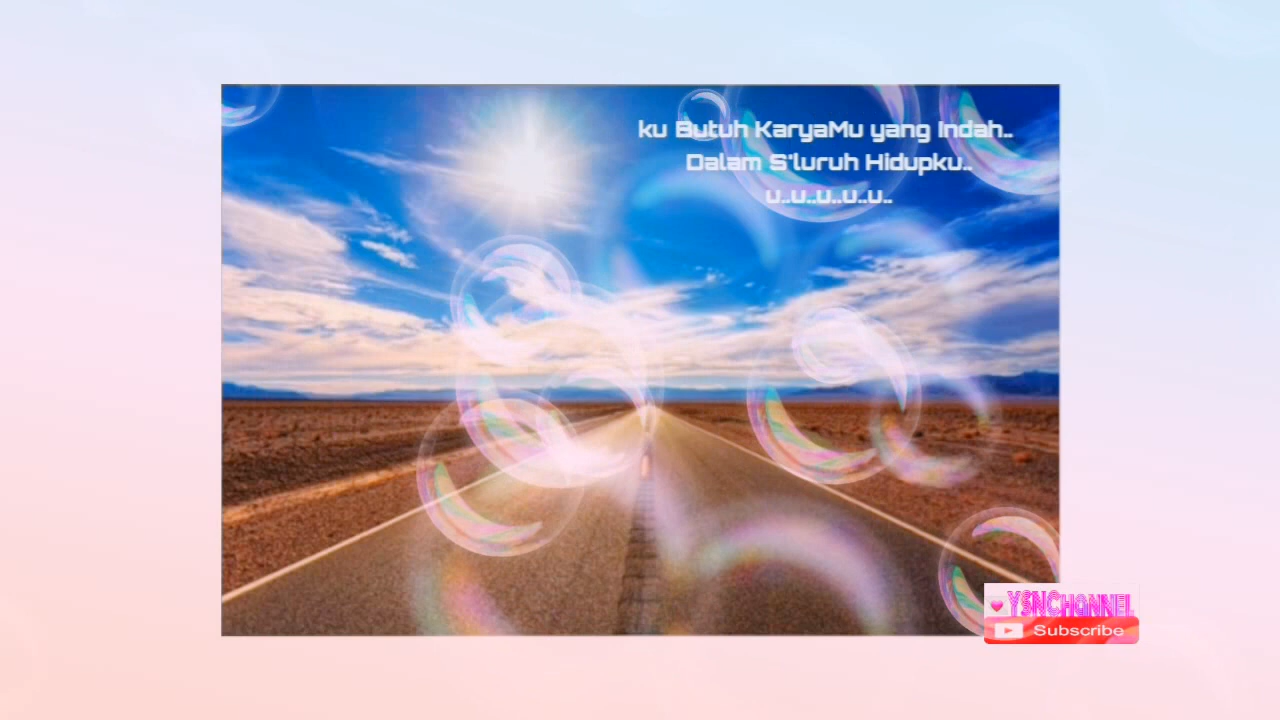 ku Butuh KaryaMu yang Indah..
Dalam S'luruh Hidupku..
u..u..u..u..u..
YSNChannel
Subscribe